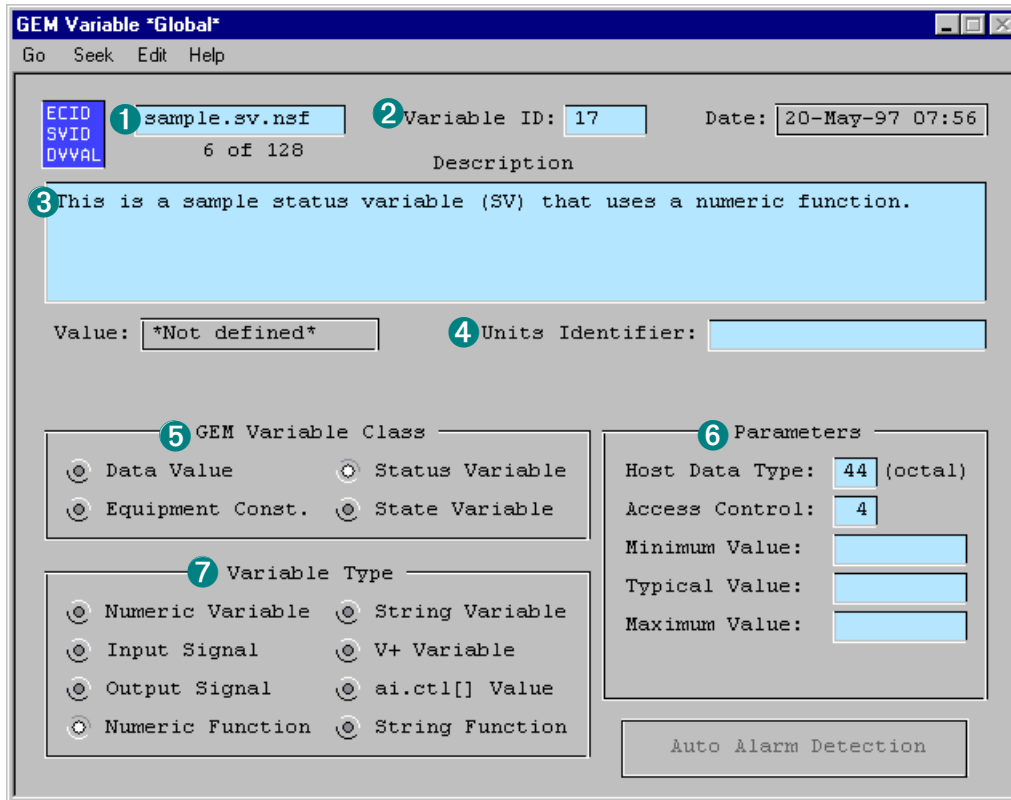 GEM Variable *Global*
Go Seek Edit Help
ECID
SVID
DVVAL
1 sample.sv.nsf
2 Variable ID: 17
Date: 20-May-97 07:56
6 of 128
Description
3 This is a sample status variable (SV) that uses a numeric function.
Value: *Not defined*
4 Units Identifier:
5 GEM Variable Class
Data Value
Status Variable
Equipment Const.
State Variable
6 Parameters
Host Data Type: 44 (octal)
Access Control: 4
Minimum Value:
Typical Value:
Maximum Value:
7 Variable Type
Numeric Variable
String Variable
Input Signal
V+ Variable
Output Signal
ai.ctl[] Value
Numeric Function
String Function
Auto Alarm Detection